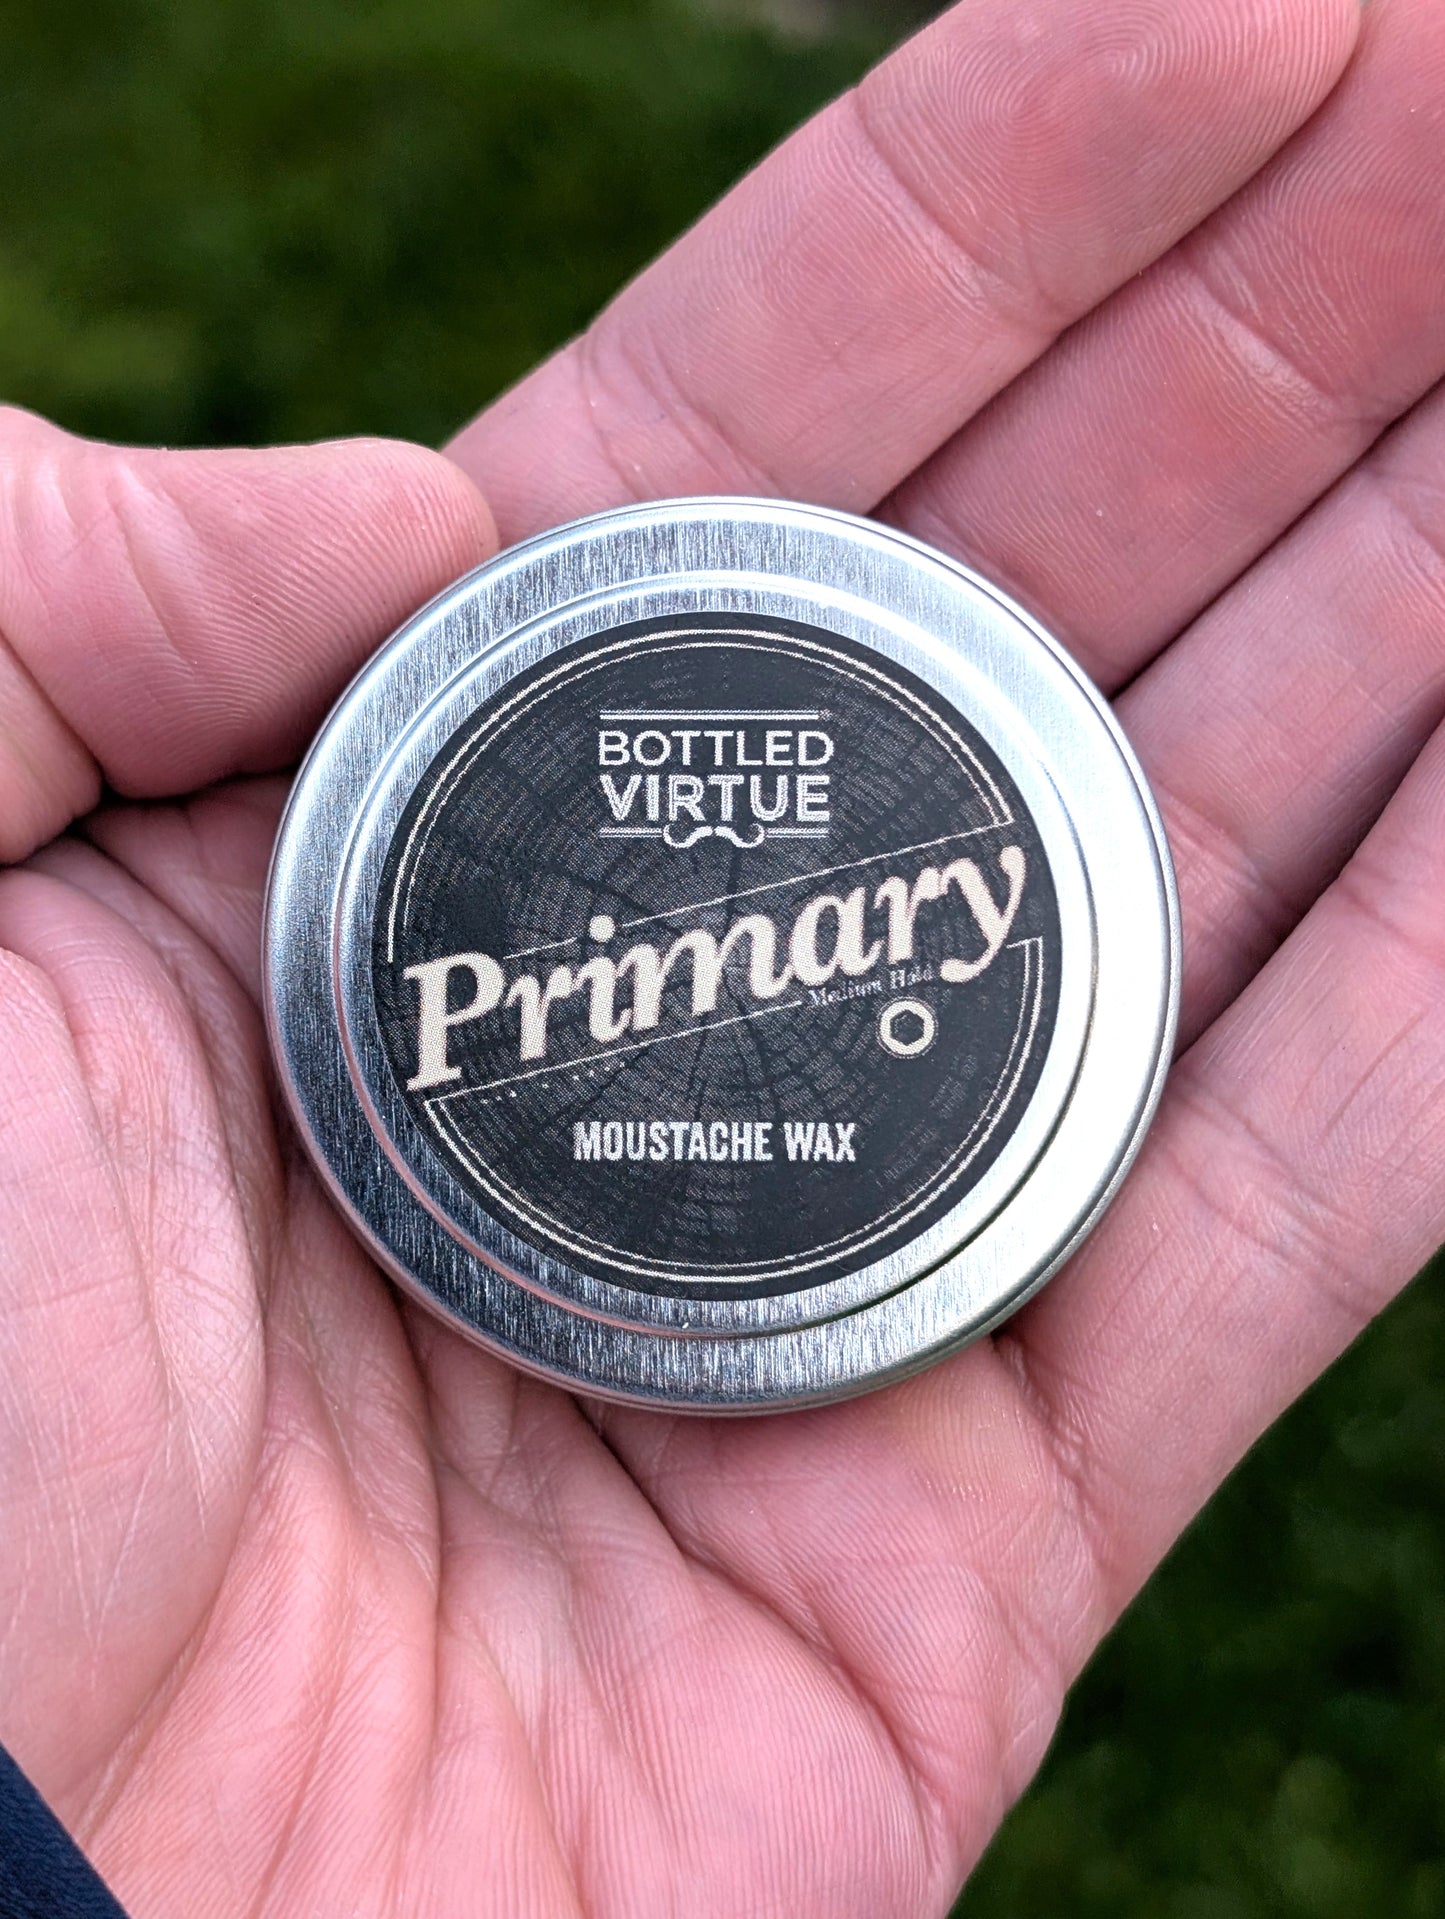 BOTTLED
VIRTUE
Primary
Medium Hold
MOUSTACHE WAX